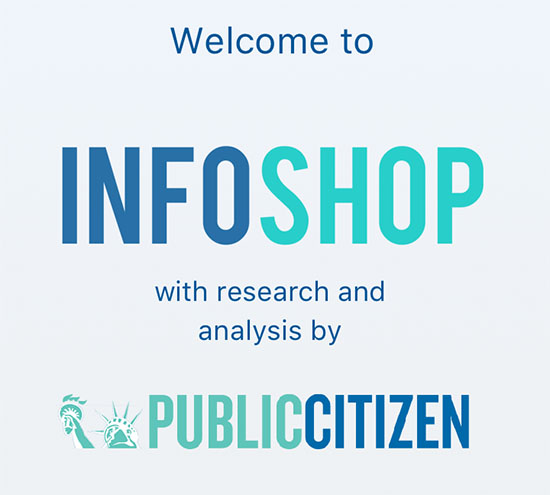 Welcome to
INFOSHOP
with research and
analysis by
PUBLICCITIZEN